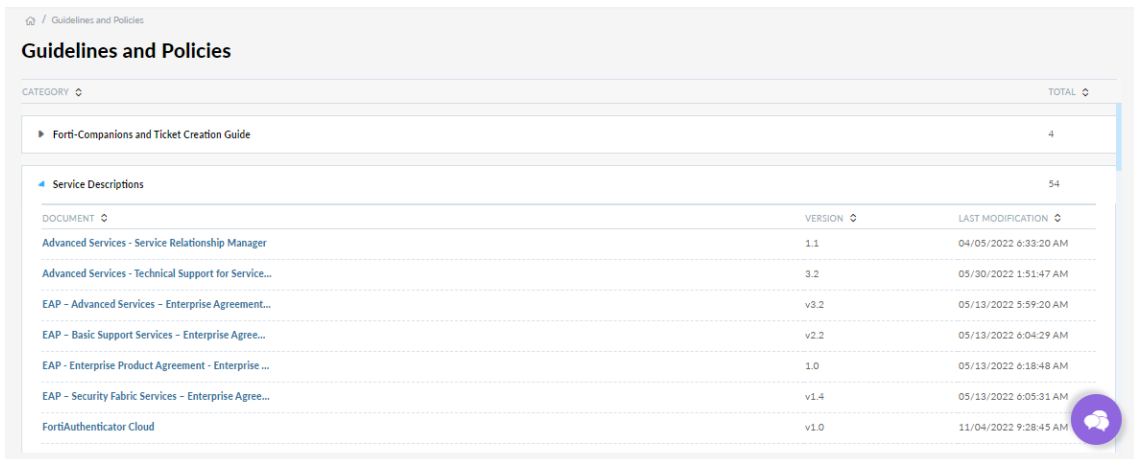 / Guidelines and Policies
Guidelines and Policies
CATEGORY TOTAL
Forti-Companions and Ticket Creation Guide 4
Service Descriptions 54
DOCUMENT VERSION LAST MODIFICATION
Advanced Services - Service Relationship Manager 1.1 04/05/2022 6:33:20 AM
Advanced Services - Technical Support for Service... 3.2 05/30/2022 1:51:47 AM
EAP – Advanced Services – Enterprise Agreement... v3.2 05/13/2022 5:59:20 AM
EAP – Basic Support Services – Enterprise Agree... v2.2 05/13/2022 6:04:29 AM
EAP - Enterprise Product Agreement - Enterprise ... 1.0 05/13/2022 6:18:48 AM
EAP – Security Fabric Services – Enterprise Agree... v1.4 05/13/2022 6:05:31 AM
FortiAuthenticator Cloud v1.0 11/04/2022 9:28:45 AM